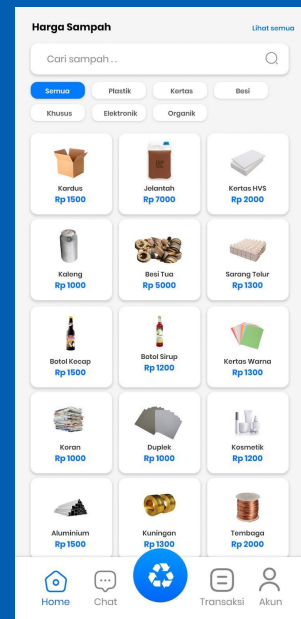 Harga Sampah
Lihat semua
Cari sampah . .
Semua Plastik Kertas Besi
Khusus Elektronik Organik
Kardus Jelantah Kertas HVS
Rp 1500 Rp 7000 Rp 2000
Kaleng Besi Tua Sarang Telur
Rp 1000 Rp 5000 Rp 1300
Botol Kecap Botol Sirup Kertas Warna
Rp 1500 Rp 1200 Rp 1300
Koran Duplek Kosmetik
Rp 1000 Rp 1000 Rp 1200
Aluminium Kuningan Tembaga
Rp 1500 Rp 1300 Rp 2000
Home Chat Transaksi Akun